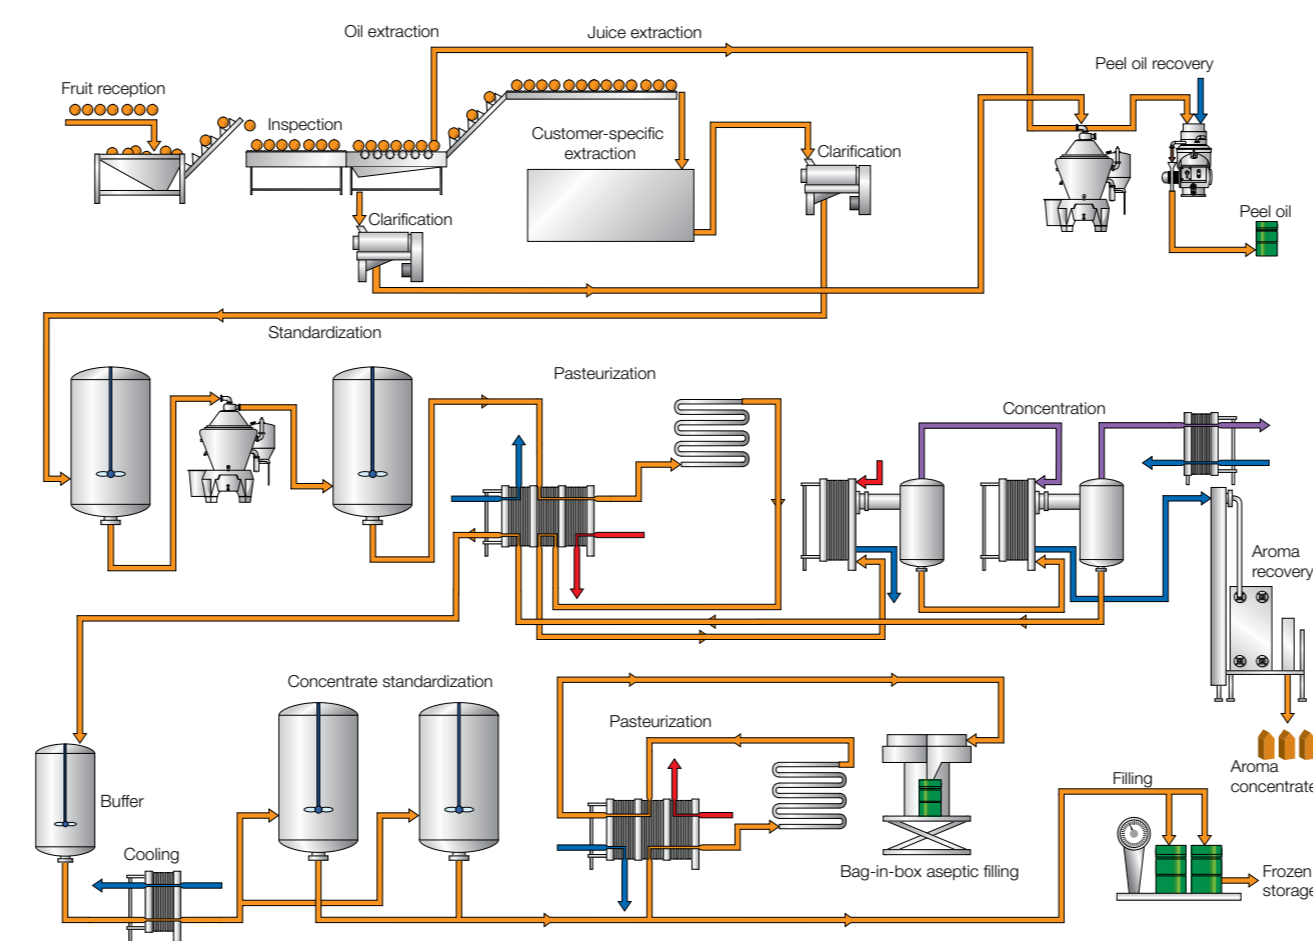 Oil extraction
Juice extraction
Fruit reception
Peel oil recovery
Inspection
Customer-specific
extraction
Clarification
Clarification
Peel oil
Standardization
Pasteurization
Concentration
Aroma
recovery
Concentrate standardization
Pasteurization
Aroma
concentrate
Buffer
Filling
Cooling
Bag-in-box aseptic filling
Frozen
storage